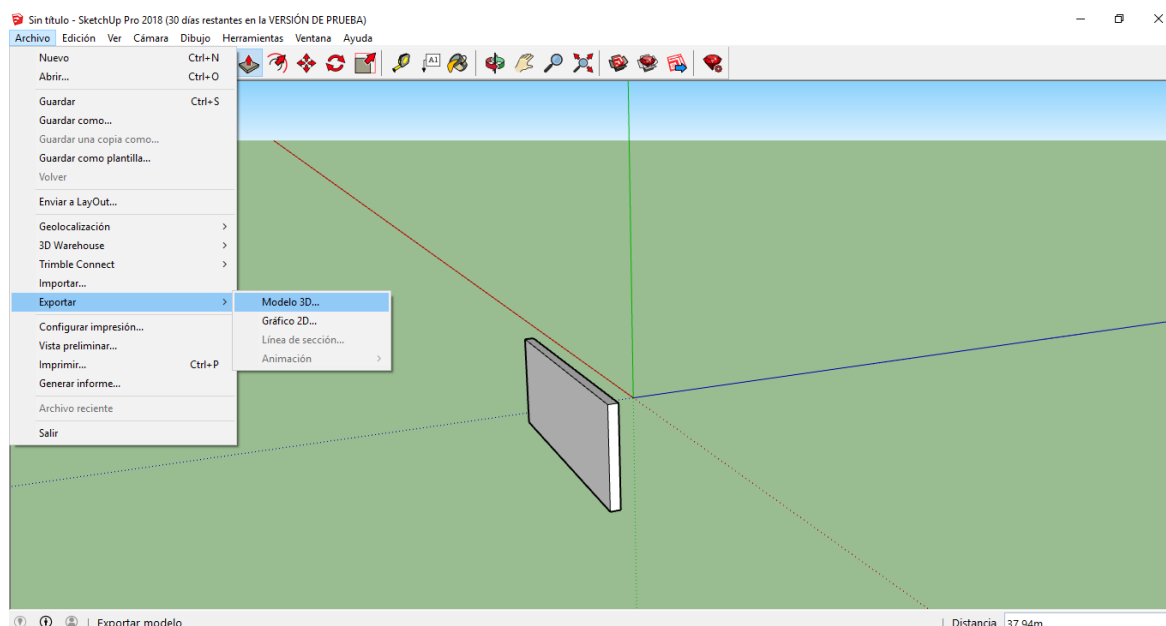 Sin título - SketchUp Pro 2018 (30 días restantes en la VERSIÓN DE PRUEBA)
Archivo Edición Ver Cámara Dibujo Herramientas Ventana Ayuda
Nuevo Ctrl+N
Abrir... Ctrl+O
Guardar Ctrl+S
Guardar como...
Guardar una copia como...
Guardar como plantilla...
Volver
Enviar a LayOut...
Geolocalización
3D Warehouse
Trimble Connect
Importar...
Exportar
Modelo 3D...
Gráfico 2D...
Línea de sección...
Animación
Configurar impresión...
Vista preliminar...
Imprimir... Ctrl+P
Generar informe...
Archivo reciente
Salir
A1
Exportar modelo
Distancia 37,94m